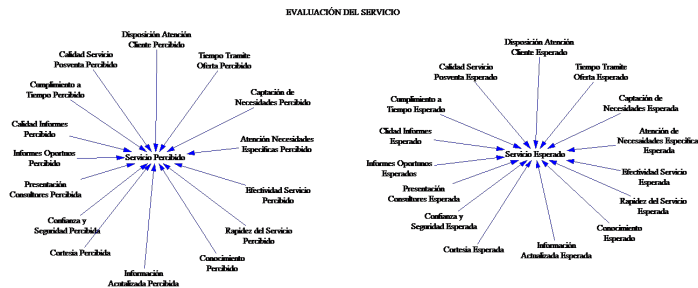 EVALUACIÓN DEL SERVICIO
Disposición Atención
Cliente Percibido
Calidad Servicio
Posventa Percibido
Tiempo Tramite
Oferta Percibido
Cumplimiento a
Tiempo Percibido
Captación de
Necesidades Percibido
Calidad Informes
Percibido
Atención Necesidades
Especificas Percibido
Informes Oportunos
Percibido
Servicio Percibido
Presentación
Consultores Percibida
Efectividad Servicio
Percibido
Confianza y
Seguridad Percibida
Rapidez del Servicio
Percibido
Cortesía Percibida
Conocimiento
Percibido
Información
Acutalizada Percibida
Disposición Atención
Cliente Esperado
Calidad Servicio
Posventa Esperado
Tiempo Tramite
Oferta Esperado
Cumplimiento a
Tiempo Esperado
Captación de
Necesidades Esperada
Clidad Informes
Esperado
Atención de
Necesaidades Especifica
Esperada
Informes Oportunos
Esperados
Servicio Esperado
Presentación
Consultores Esperada
Efectividad Servicio
Esperada
Confianza y
Seguridad Esperada
Rapidez del Servicio
Esperada
Cortesía Esperada
Conocimiento
Esperado
Información
Actualizada Esperada